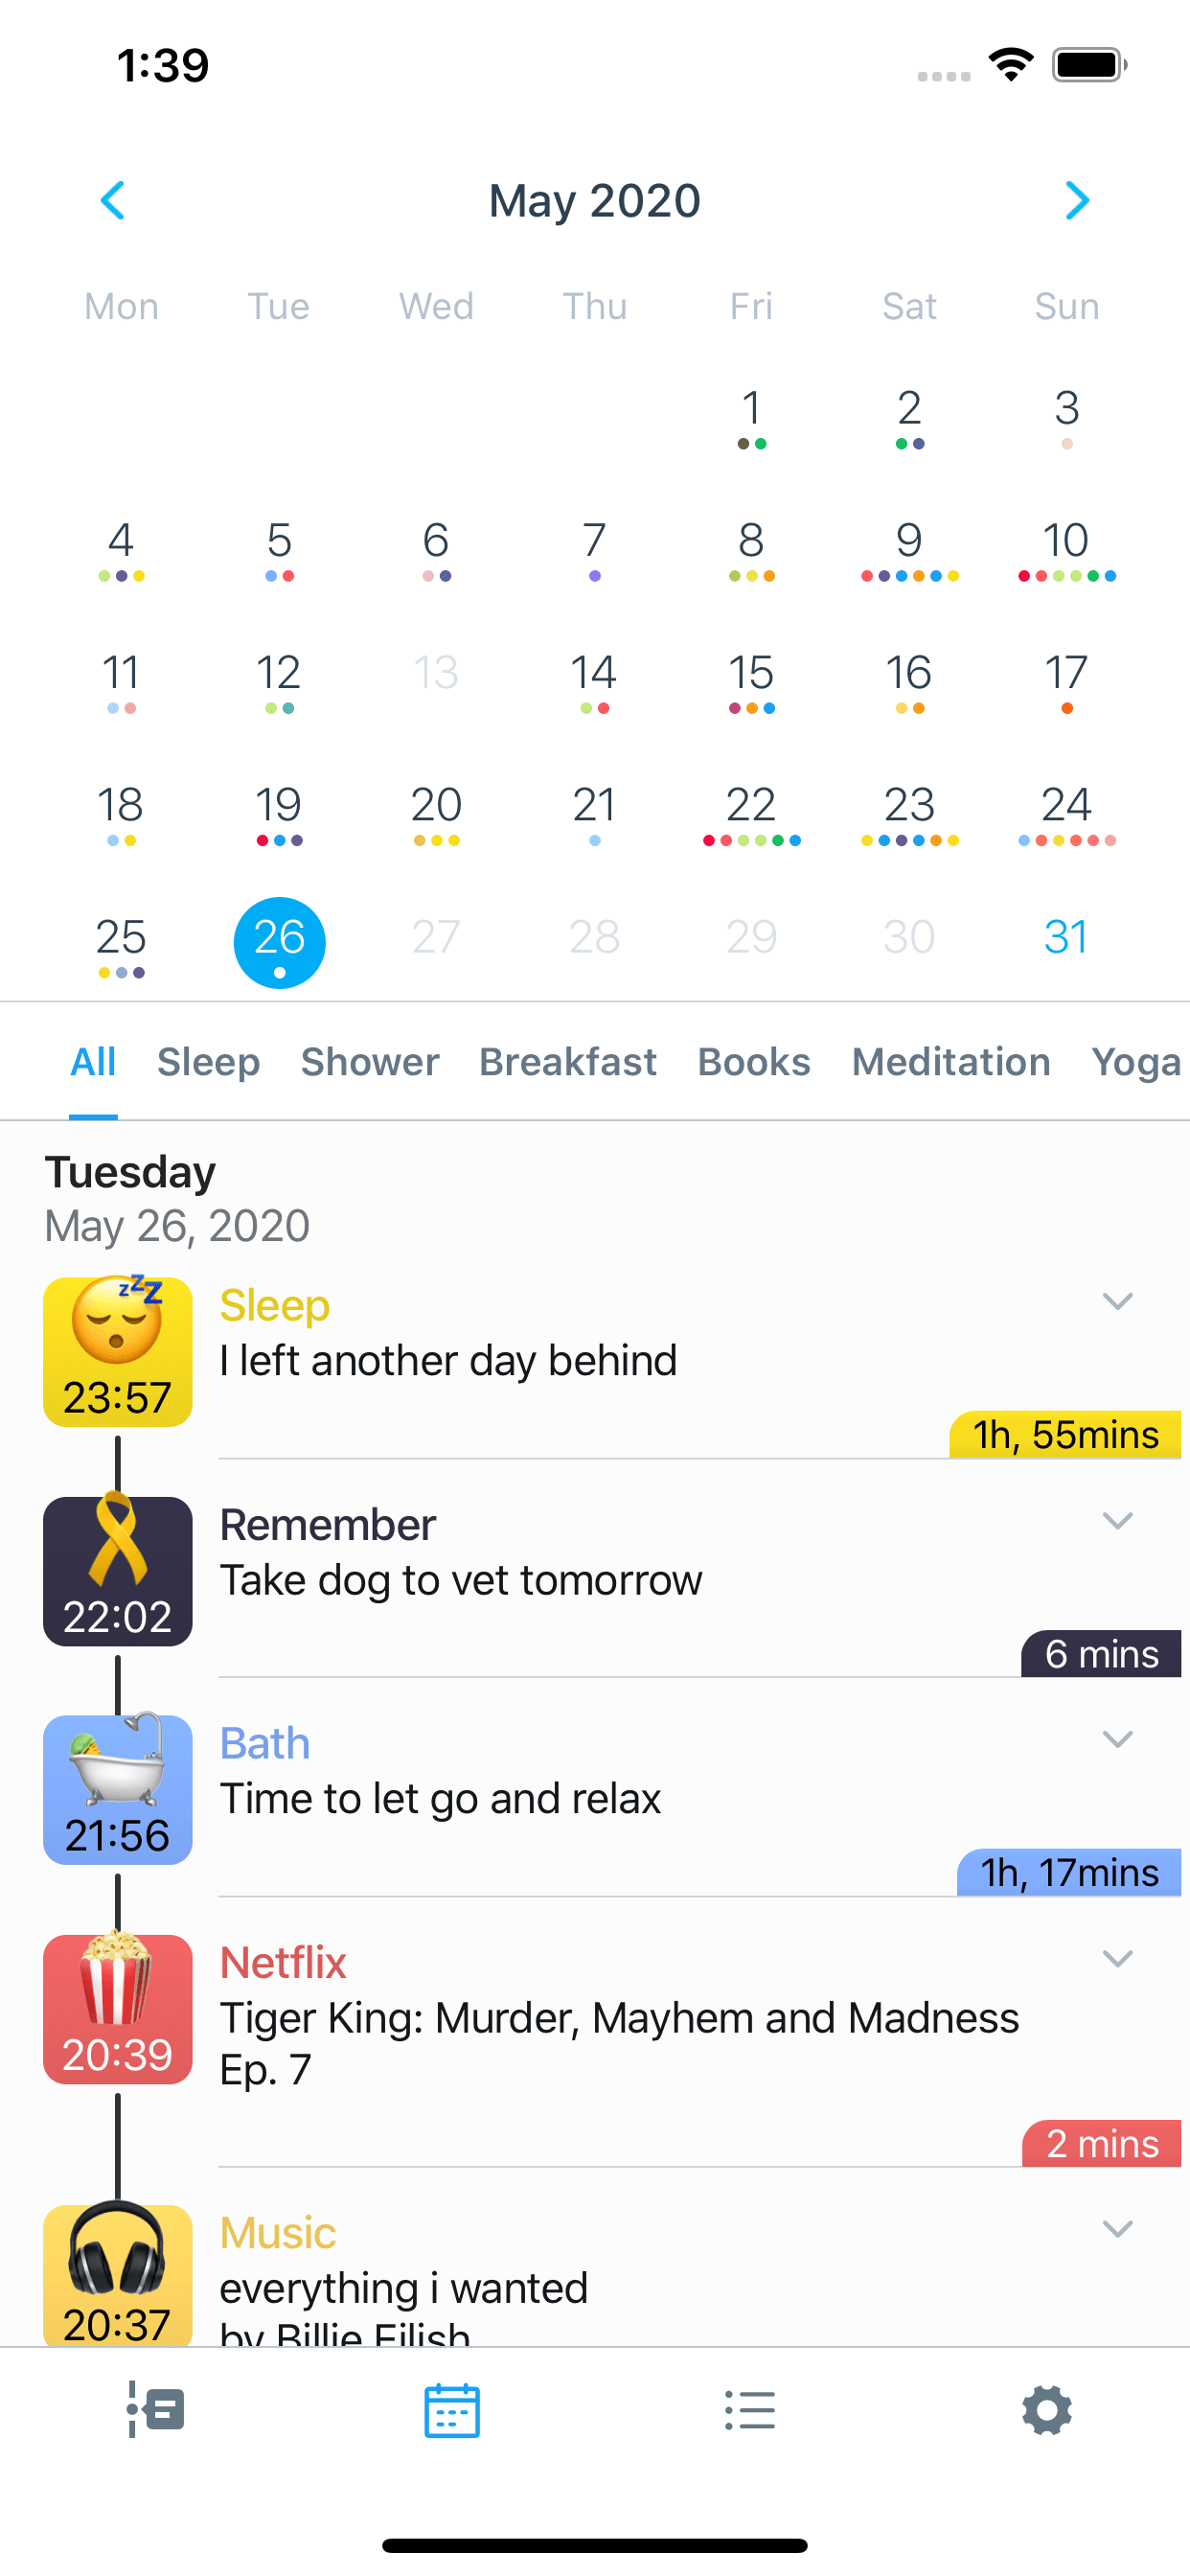 1:39
May 2020
Mon Tue Wed Thu Fri Sat Sun
1 2 3
4 5 6 7 8 9 10
11 12 13 14 15 16 17
18 19 20 21 22 23 24
25 26 27 28 29 30 31
All Sleep Shower Breakfast Books Meditation Yoga
Tuesday
May 26, 2020
Sleep
I left another day behind
23:57
1h, 55mins
Remember
Take dog to vet tomorrow
22:02
6 mins
Bath
Time to let go and relax
21:56
1h, 17mins
Netflix
Tiger King: Murder, Mayhem and Madness
Ep. 7
20:39
2 mins
Music
everything i wanted
20:37
by Billie Eilish